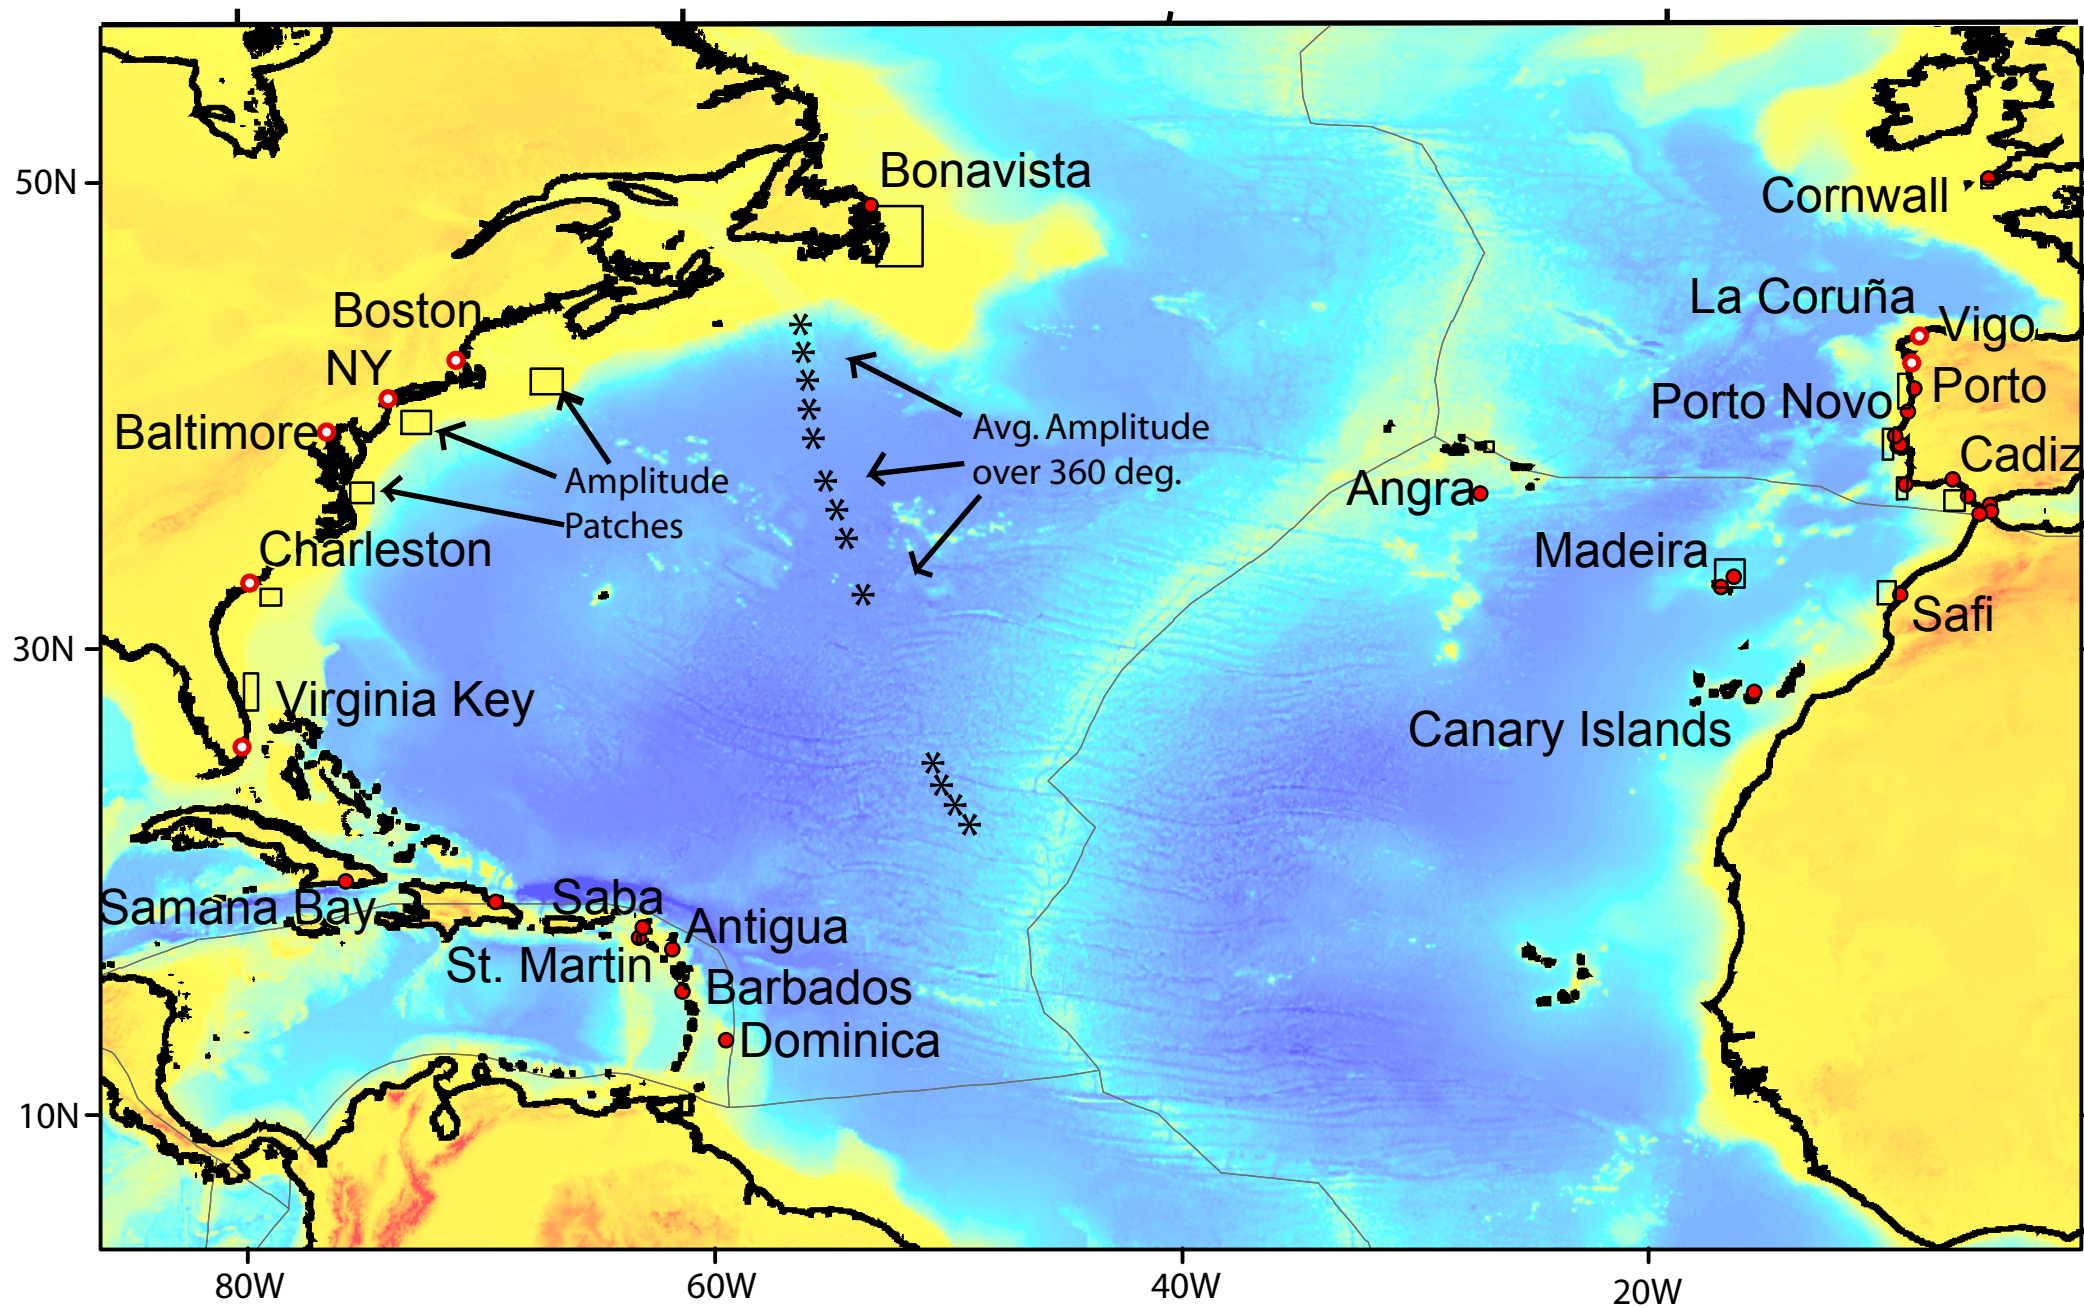 50N
Bonavista
Cornwall
La Coruña
Boston
Vigo
NY
Porto
Porto Novo
Baltimore
Avg. Amplitude
over 360 deg.
Cadiz
Amplitude
Patches
Angra
Charleston
Madeira
Safi
30N
Virginia Key
Canary Islands
Samana Bay
Saba
Antigua
St. Martin
Barbados
Dominica
10N
80W
60W
40W
20W